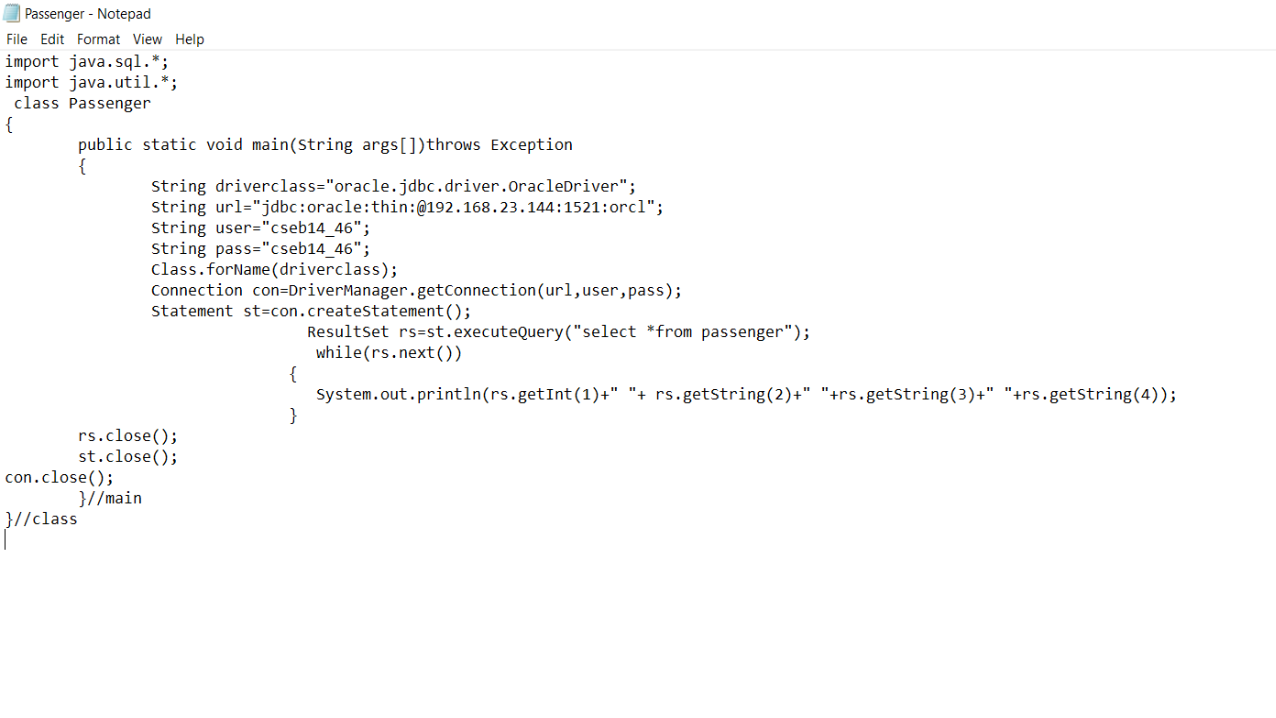 Passenger - Notepad
File Edit Format View Help
import java.sql.*;
import java.util.*;
 class Passenger
{
        public static void main(String args[])throws Exception
        {
                String driverclass="oracle.jdbc.driver.OracleDriver";
                String url="jdbc:oracle:thin:@192.168.23.144:1521:orcl";
                String user="cseb14_46";
                String pass="cseb14_46";
                Class.forName(driverclass);
                Connection con=DriverManager.getConnection(url,user,pass);
                Statement st=con.createStatement();
                                 ResultSet rs=st.executeQuery("select *from passenger");
                                  while(rs.next())
                               {
                                  System.out.println(rs.getInt(1)+" "+ rs.getString(2)+" "+rs.getString(3)+" "+rs.getString(4));
                               }
        rs.close();
        st.close();
con.close();
        }//main
}//class